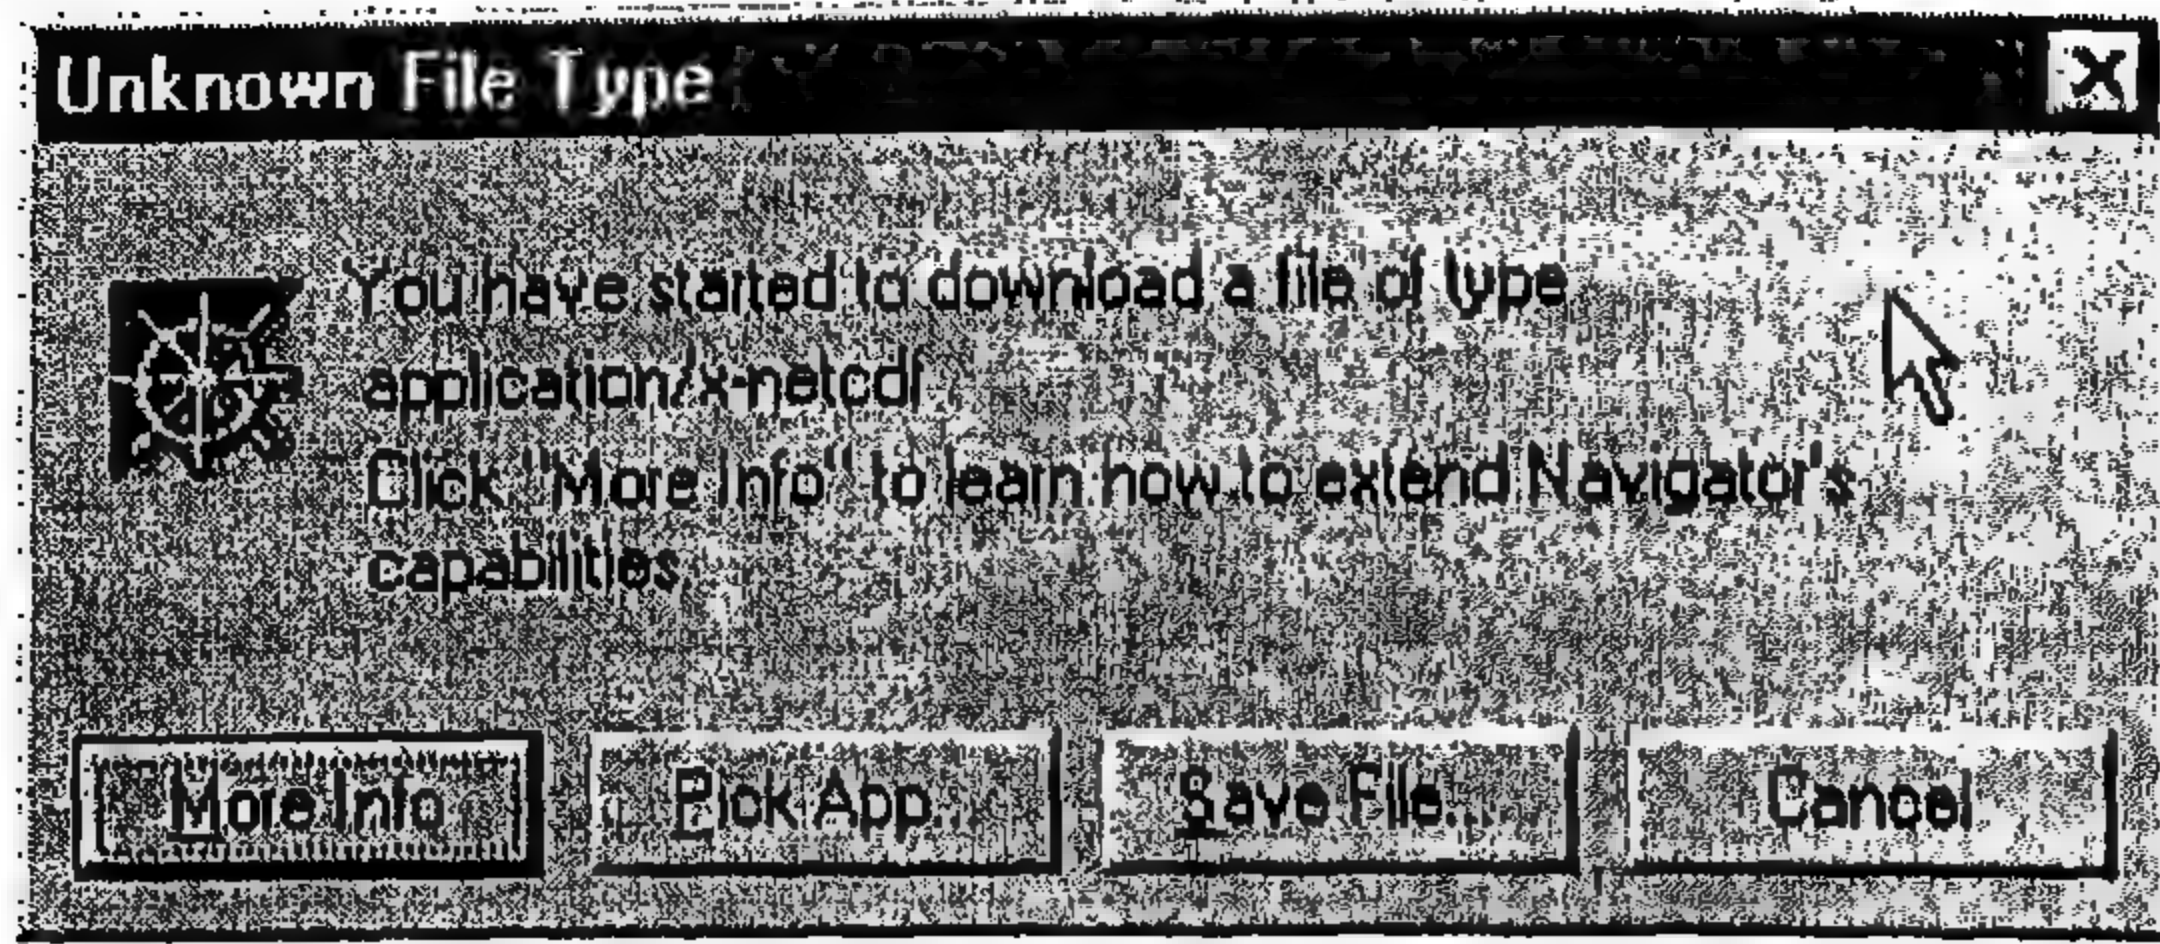 Unknown File Type
You have started to download a file of type
application/x-netcdf
Click "More Info" to learn how to extend Navigator's
capabilities.
More Info
Pick App...
Save File...
Cancel